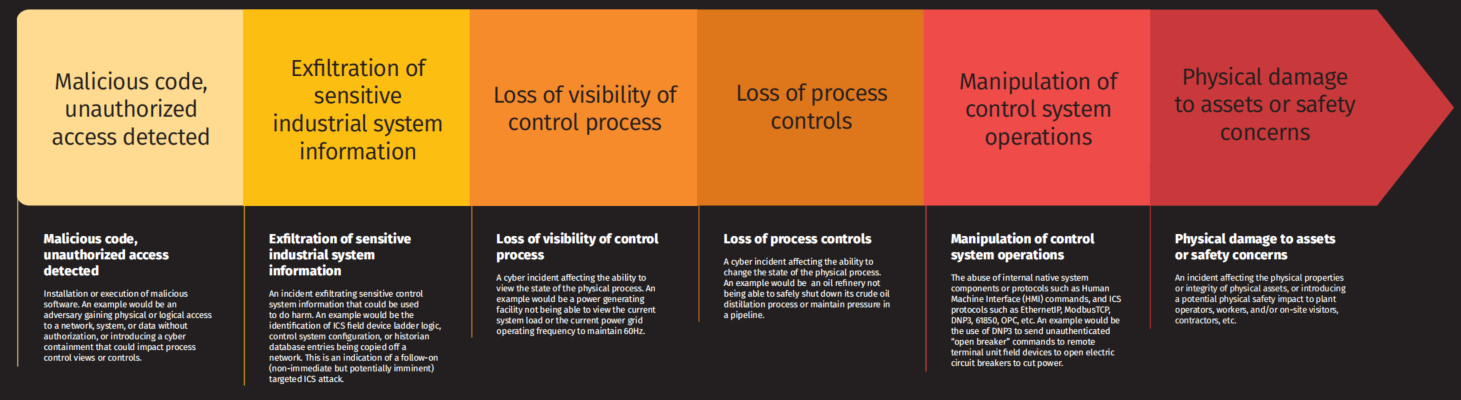 Malicious code,
unauthorized
access detected
Exfiltration of
sensitive
industrial system
information
Loss of visibility of
control process
Loss of process
controls
Manipulation of
control system
operations
Physical damage
to assets or safety
concerns
Malicious code,
unauthorized access
detected
Installation or execution of malicious
software. An example would be an
adversary gaining physical or logical access
to a network, system, or data without
authorization, or introducing a cyber
containment that could impact process
control views or controls.
Exfiltration of sensitive
industrial system
information
An incident exfiltrating sensitive control
system information that could be used
to do harm. An example would be the
identification of ICS field device ladder logic,
control system configuration, or historian
database entries being copied off a
network. This is an indication of a follow-on
(non-immediate but potentially imminent)
targeted ICS attack.
Loss of visibility of control
process
A cyber incident affecting the ability to
view the state of the physical process. An
example would be a power generating
facility not being able to view the current
system load or the current power grid
operating frequency to maintain 60Hz.
Loss of process controls
A cyber incident affecting the ability to
change the state of the physical process.
An example would be an oil refinery not
being able to safely shut down its crude oil
distillation process or maintain pressure in
a pipeline.
Manipulation of control
system operations
The abuse of internal native system
components or protocols such as Human
Machine Interface (HMI) commands, and ICS
protocols such as EthernetIP, ModbusTCP,
DNP3, 61850, OPC, etc. An example would be
the use of DNP3 to send unauthenticated
“open breaker” commands to remote
terminal unit field devices to open electric
circuit breakers to cut power.
Physical damage to assets
or safety concerns
An incident affecting the physical properties
or integrity of physical assets, or introducing
a potential physical safety impact to plant
operators, workers, and/or on-site visitors,
contractors, etc.